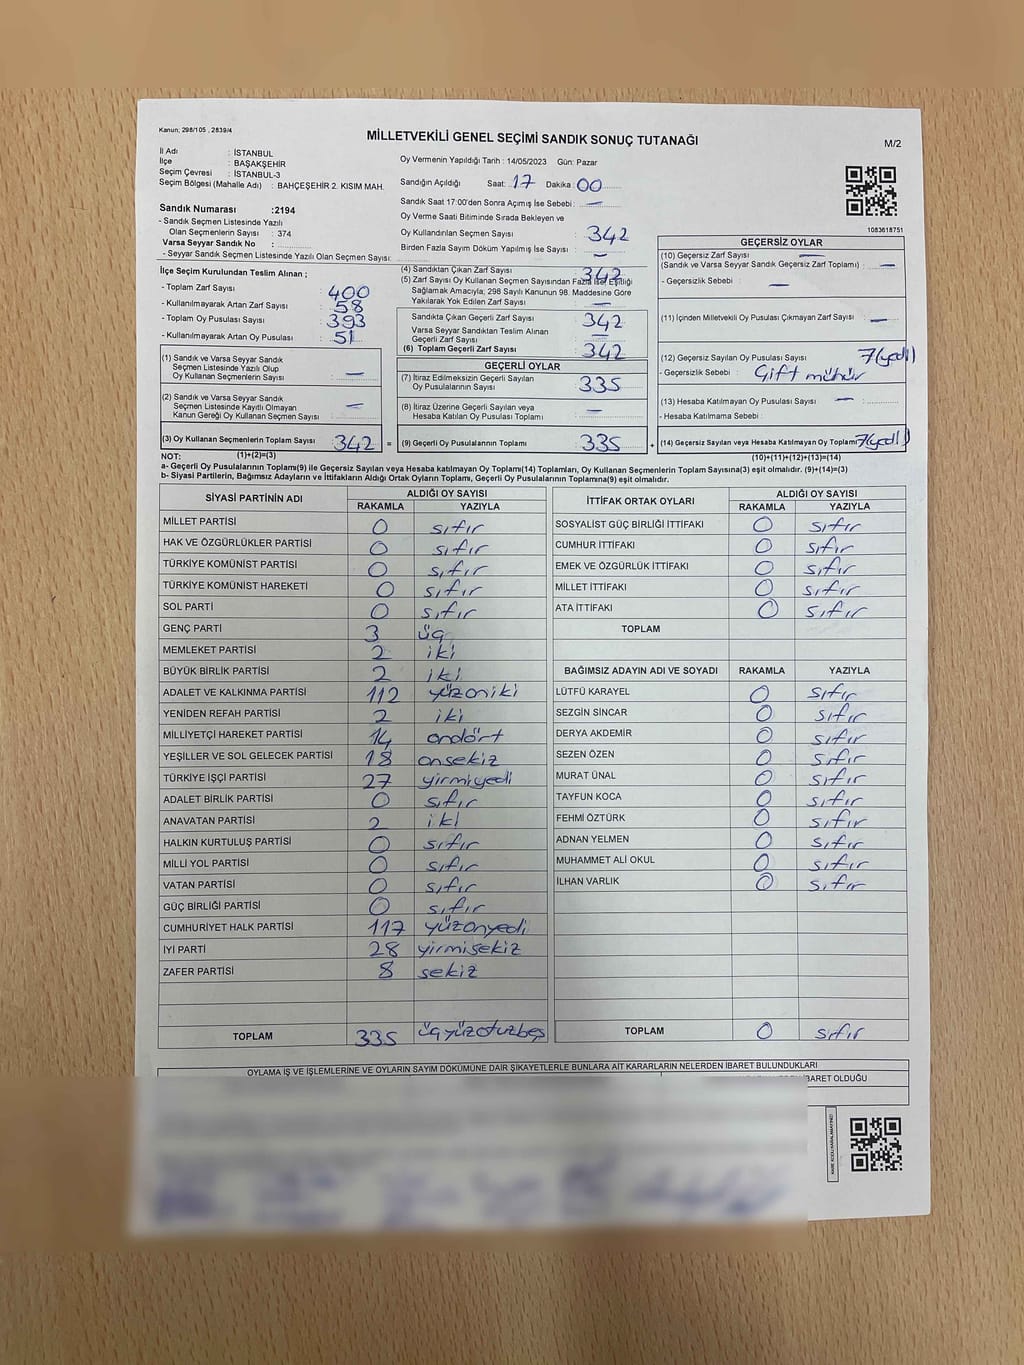 Kanun; 298/105 , 2839/4
MİLLETVEKİLİ GENEL SEÇİMİ SANDIK SONUÇ TUTANAĞI
M/2
İl Adı : İSTANBUL
İlçe : BAŞAKŞEHİR
Seçim Çevresi : İSTANBUL-3
Seçim Bölgesi (Mahalle Adı) : BAHÇEŞEHİR 2. KISIM MAH.
Sandık Numarası :2194
- Sandık Seçmen Listesinde Yazılı
Olan Seçmenlerin Sayısı : 374
Varsa Seyyar Sandık No :
- Seyyar Sandık Seçmen Listesinde Yazılı Olan Seçmen Sayısı:
Oy Vermenin Yapıldığı Tarih : 14/05/2023 Gün: Pazar
Sandığın Açıldığı Saat: 17 Dakika : 00
Sandık Saat 17:00'den Sonra Açımış İse Sebebi : —
Oy Verme Saati Bitiminde Sırada Bekleyen ve
Oy Kullandırılan Seçmen Sayısı : 342
Birden Fazla Sayım Döküm Yapılmış İse Sayısı : —
1083618751
İlçe Seçim Kurulundan Teslim Alınan ;
- Toplam Zarf Sayısı : 400
- Kullanılmayarak Artan Zarf Sayısı : 58
- Toplam Oy Pusulası Sayısı : 393
- Kullanılmayarak Artan Oy Pusulası : 51
(1) Sandık ve Varsa Seyyar Sandık
Seçmen Listesinde Yazılı Olup
Oy Kullanan Seçmenlerin Sayısı : —
(2) Sandık ve Varsa Seyyar Sandık
Seçmen Listesinde Kayıtlı Olmayan
Kanun Gereği Oy Kullanan Seçmen Sayısı : —
(3) Oy Kullanan Seçmenlerin Toplam Sayısı : 342 =
(1)+(2)=(3)
(4) Sandıktan Çıkan Zarf Sayısı : 342
(5) Zarf Sayısı Oy Kullanan Seçmen Sayısından Fazla İse, Eşitliği
Sağlamak Amacıyla; 298 Sayılı Kanunun 98. Maddesine Göre
Yakılarak Yok Edilen Zarf Sayısı : —
Sandıkta Çıkan Geçerli Zarf Sayısı : 342
Varsa Seyyar Sandıktan Teslim Alınan
Geçerli Zarf Sayısı : —
(6) Toplam Geçerli Zarf Sayısı : 342
GEÇERLİ OYLAR
(7) İtiraz Edilmeksizin Geçerli Sayılan
Oy Pusulalarının Sayısı : 335
(8) İtiraz Üzerine Geçerli Sayılan veya
Hesaba Katılan Oy Pusulası Toplamı : —
(9) Geçerli Oy Pusulalarının Toplamı : 335 +
GEÇERSİZ OYLAR
(10) Geçersiz Zarf Sayısı —
(Sandık ve Varsa Seyyar Sandık Geçersiz Zarf Toplamı) : —
- Geçersizlik Sebebi : —
(11) İçinden Milletvekili Oy Pusulası Çıkmayan Zarf Sayısı : —
(12) Geçersiz Sayılan Oy Pusulası Sayısı : 7(yedi)
- Geçersizlik Sebebi : Çift mühür
(13) Hesaba Katılmayan Oy Pusulası Sayısı : —
- Hesaba Katılmama Sebebi :
(14) Geçersiz Sayılan veya Hesaba Katılmayan Oy Toplamı : 7(yedi)
(10)+(11)+(12)+(13)=(14)
NOT:
a- Geçerli Oy Pusulalarının Toplamı(9) ile Geçersiz Sayılan veya Hesaba katılmayan Oy Toplamı(14) Toplamları, Oy Kullanan Seçmenlerin Toplam Sayısına(3) eşit olmalıdır. (9)+(14)=(3)
b- Siyasi Partilerin, Bağımsız Adayların ve İttifakların Aldığı Ortak Oyların Toplamı, Geçerli Oy Pusulalarının Toplamına(9) eşit olmalıdır.
SİYASİ PARTİNİN ADI ALDIĞI OY SAYISI
RAKAMLA YAZIYLA
MİLLET PARTİSİ 0 sıfır
HAK VE ÖZGÜRLÜKLER PARTİSİ 0 sıfır
TÜRKİYE KOMÜNİST PARTİSİ 0 sıfır
TÜRKİYE KOMÜNİST HAREKETİ 0 sıfır
SOL PARTİ 0 sıfır
GENÇ PARTİ 3 üç
MEMLEKET PARTİSİ 2 iki
BÜYÜK BİRLİK PARTİSİ 2 iki
ADALET VE KALKINMA PARTİSİ 112 yüzoniki
YENİDEN REFAH PARTİSİ 2 iki
MİLLİYETÇİ HAREKET PARTİSİ 14 ondört
YEŞİLLER VE SOL GELECEK PARTİSİ 18 onsekiz
TÜRKİYE İŞÇİ PARTİSİ 27 yirmiyedi
ADALET BİRLİK PARTİSİ 0 sıfır
ANAVATAN PARTİSİ 2 iki
HALKIN KURTULUŞ PARTİSİ 0 sıfır
MİLLİ YOL PARTİSİ 0 sıfır
VATAN PARTİSİ 0 sıfır
GÜÇ BİRLİĞİ PARTİSİ 0 sıfır
CUMHURİYET HALK PARTİSİ 117 yüzonyedi
İYİ PARTİ 28 yirmisekiz
ZAFER PARTİSİ 8 sekiz
TOPLAM 335 üçyüzotuzbeş
İTTİFAK ORTAK OYLARI ALDIĞI OY SAYISI
RAKAMLA YAZIYLA
SOSYALİST GÜÇ BİRLİĞİ İTTİFAKI 0 sıfır
CUMHUR İTTİFAKI 0 sıfır
EMEK VE ÖZGÜRLÜK İTTİFAKI 0 sıfır
MİLLET İTTİFAKI 0 sıfır
ATA İTTİFAKI 0 sıfır
TOPLAM
BAĞIMSIZ ADAYIN ADI VE SOYADI RAKAMLA YAZIYLA
LÜTFÜ KARAYEL 0 sıfır
SEZGİN SİNCAR 0 sıfır
DERYA AKDEMİR 0 sıfır
SEZEN ÖZEN 0 sıfır
MURAT ÜNAL 0 sıfır
TAYFUN KOCA 0 sıfır
FEHMİ ÖZTÜRK 0 sıfır
ADNAN YELMEN 0 sıfır
MUHAMMET ALİ OKUL 0 sıfır
İLHAN VARLIK 0 sıfır
TOPLAM 0 sıfır
OYLAMA İŞ VE İŞLEMLERİNE VE OYLARIN SAYIM DÖKÜMÜNE DAİR ŞİKAYETLERLE BUNLARA AİT KARARLARIN NELERDEN İBARET BULUNDUKLARI
İBARET OLDUĞU
KARE KODU KARALAMAYINIZ!